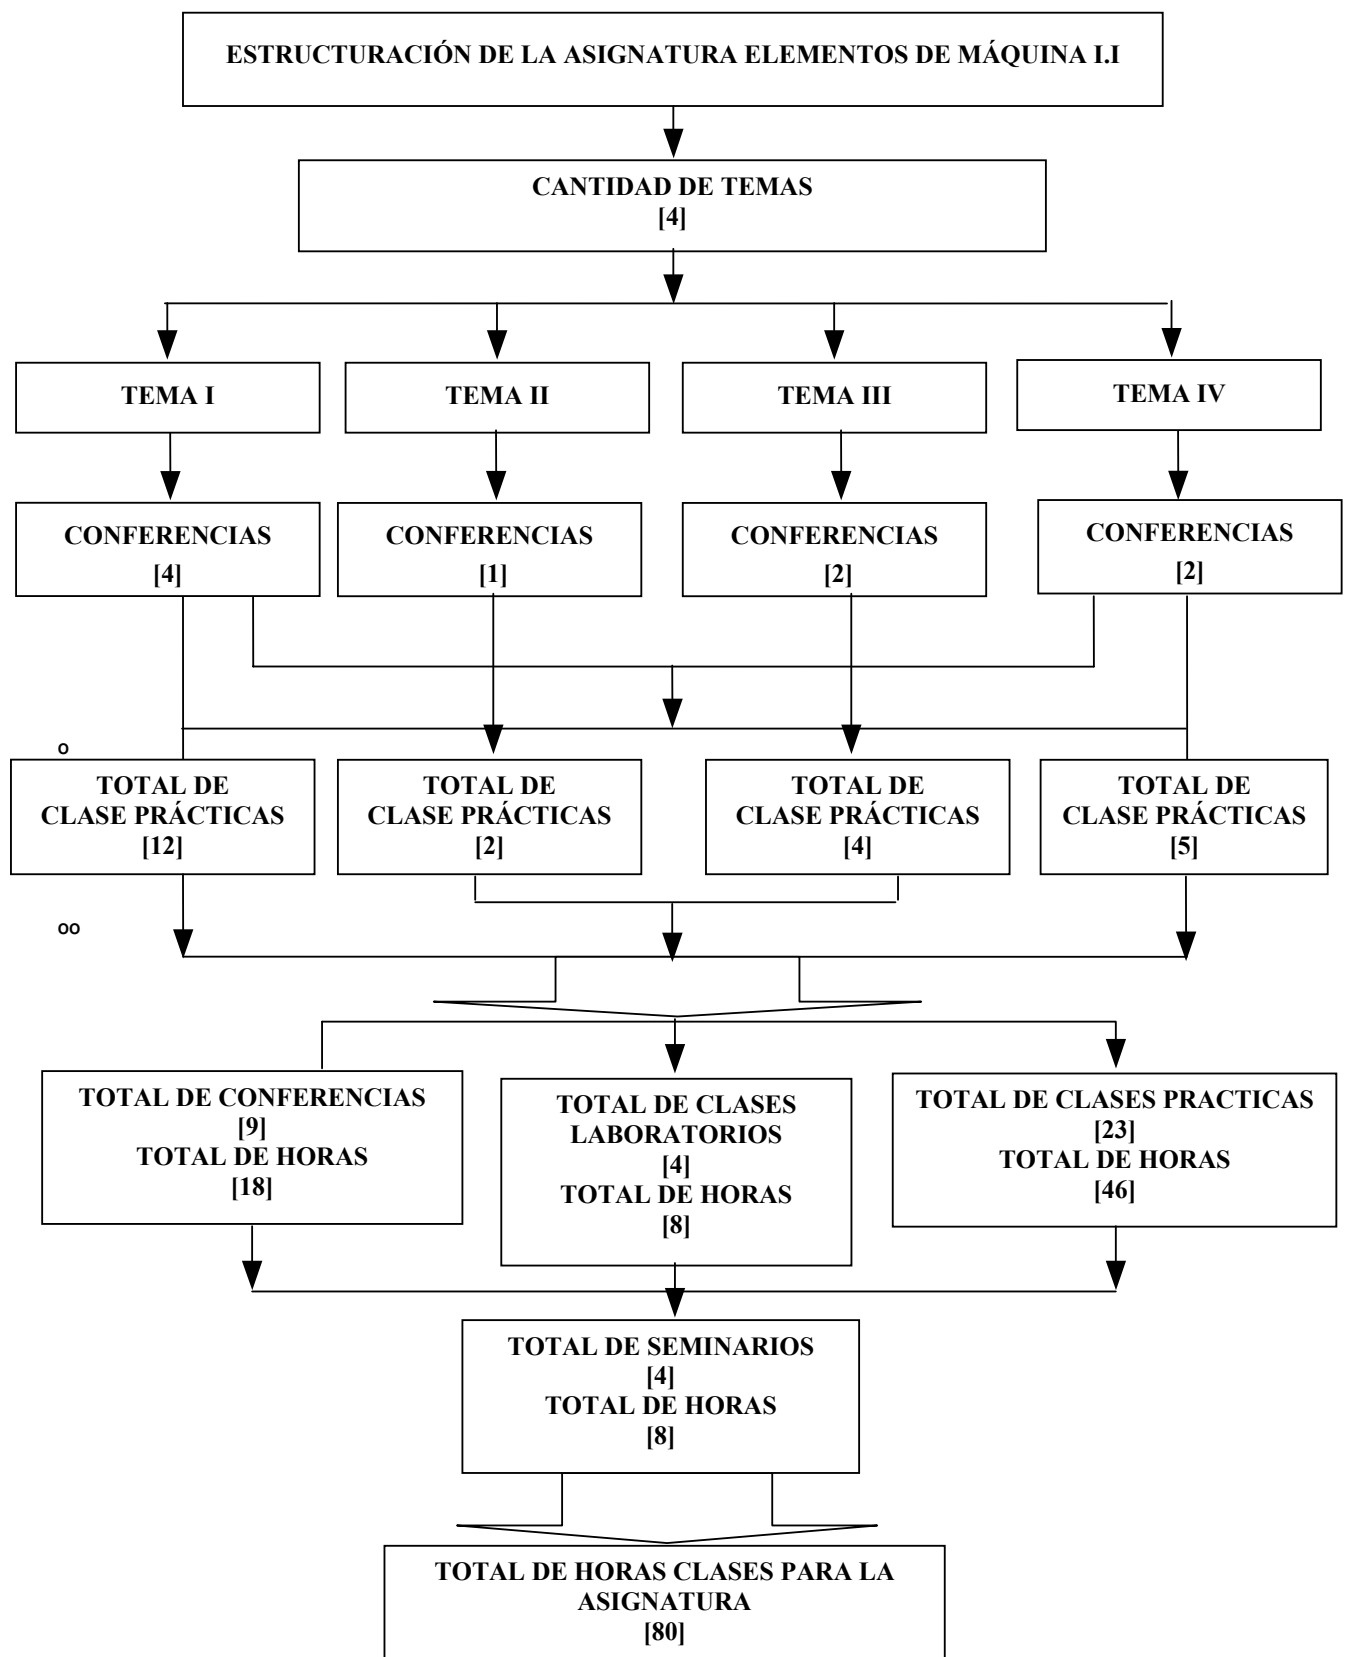 ESTRUCTURACIÓN DE LA ASIGNATURA ELEMENTOS DE MÁQUINA I.I
CANTIDAD DE TEMAS
[4]
TEMA I
TEMA II
TEMA III
TEMA IV
CONFERENCIAS
[4]
CONFERENCIAS
[1]
CONFERENCIAS
[2]
CONFERENCIAS
[2]
o
TOTAL DE
CLASE PRÁCTICAS
[12]
TOTAL DE
CLASE PRÁCTICAS
[2]
TOTAL DE
CLASE PRÁCTICAS
[4]
TOTAL DE
CLASE PRÁCTICAS
[5]
oo
TOTAL DE CONFERENCIAS
[9]
TOTAL DE HORAS
[18]
TOTAL DE CLASES
LABORATORIOS
[4]
TOTAL DE HORAS
[8]
TOTAL DE CLASES PRACTICAS
[23]
TOTAL DE HORAS
[46]
TOTAL DE SEMINARIOS
[4]
TOTAL DE HORAS
[8]
TOTAL DE HORAS CLASES PARA LA
ASIGNATURA
[80]